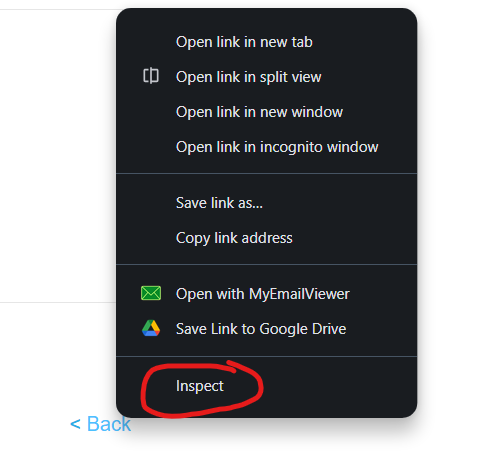 Open link in new tab
Open link in split view
Open link in new window
Open link in incognito window
Save link as...
Copy link address
Open with MyEmailViewer
Save Link to Google Drive
Inspect
< Back